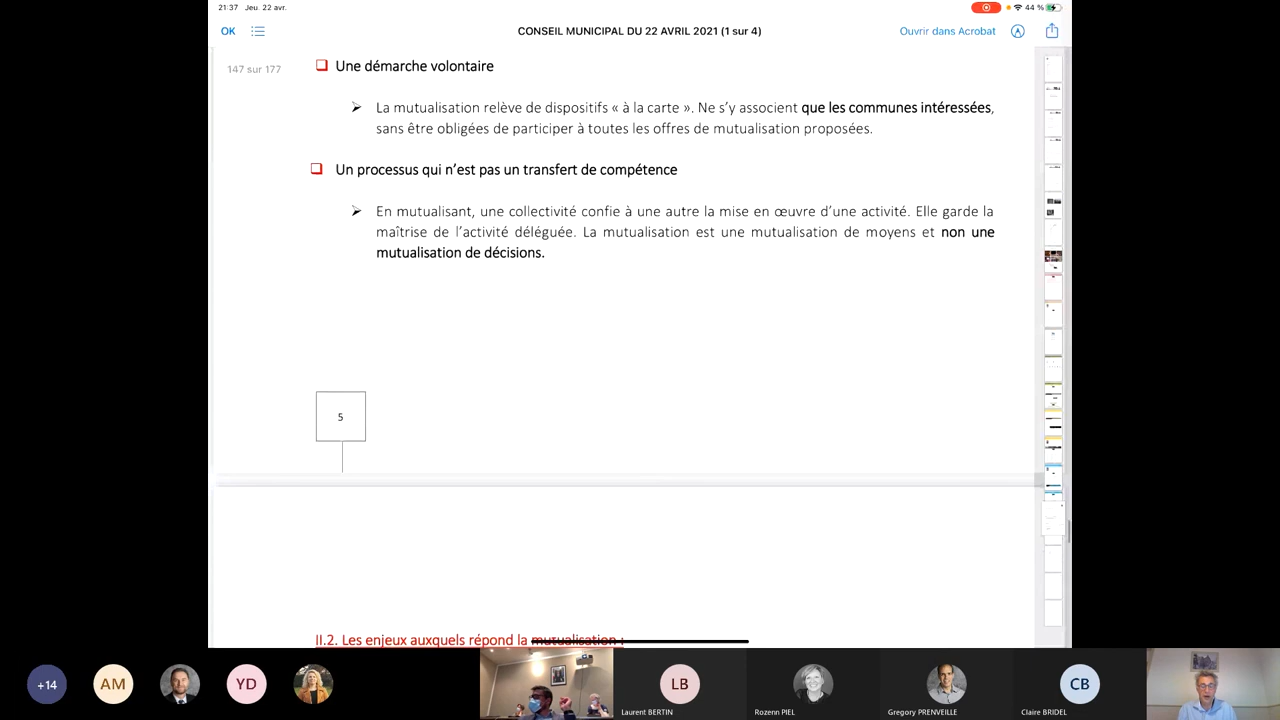 21:37 Jeu. 22 avr.
44 %
OK
CONSEIL MUNICIPAL DU 22 AVRIL 2021 (1 sur 4)
Ouvrir dans Acrobat
147 sur 177
Une démarche volontaire
La mutualisation relève de dispositifs « à la carte ». Ne s’y associent que les communes intéressées,
sans être obligées de participer à toutes les offres de mutualisation proposées.
Un processus qui n’est pas un transfert de compétence
En mutualisant, une collectivité confie à une autre la mise en œuvre d’une activité. Elle garde la
maîtrise de l’activité déléguée. La mutualisation est une mutualisation de moyens et non une
mutualisation de décisions.
5
II.2. Les enjeux auxquels répond la mutualisation :
+14
AM
YD
LB
CB
Laurent BERTIN
Rozenn PIEL
Gregory PRENVEILLE
Claire BRIDEL